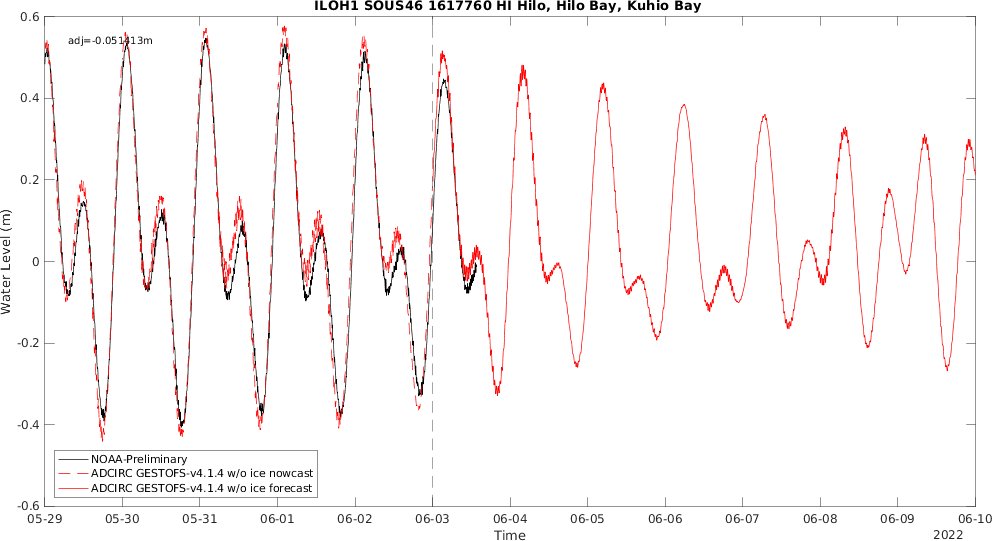 ILOH1 SOUS46 1617760 HI Hilo, Hilo Bay, Kuhio Bay
adj=-0.051413m
0.6
0.4
0.2
0
-0.2
-0.4
-0.6
Water Level (m)
NOAA-Preliminary
ADCIRC GESTOFS-v4.1.4 w/o ice nowcast
ADCIRC GESTOFS-v4.1.4 w/o ice forecast
05-29 05-30 05-31 06-01 06-02 06-03 06-04 06-05 06-06 06-07 06-08 06-09 06-10
Time
2022